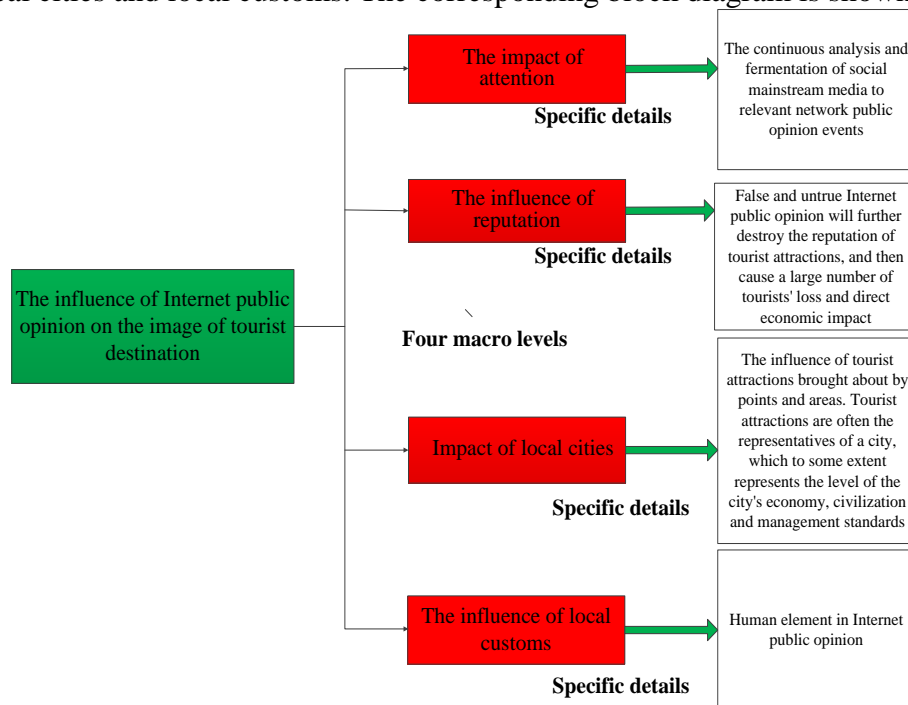 cal cities and local customs. The corresponding block diagram is shown
The impact of
attention
Specific details
The continuous analysis and
fermentation of social
mainstream media to
relevant network public
opinion events
The influence of
reputation
Specific details
False and untrue Internet
public opinion will further
destroy the reputation of
tourist attractions, and then
cause a large number of
tourists' loss and direct
economic impact
The influence of Internet public
opinion on the image of tourist
destination
Four macro levels
Impact of local cities
Specific details
The influence of tourist
attractions brought about by
points and areas. Tourist
attractions are often the
representatives of a city,
which to some extent
represents the level of the
city's economy, civilization
and management standards
The influence of local
customs
Specific details
Human element in Internet
public opinion